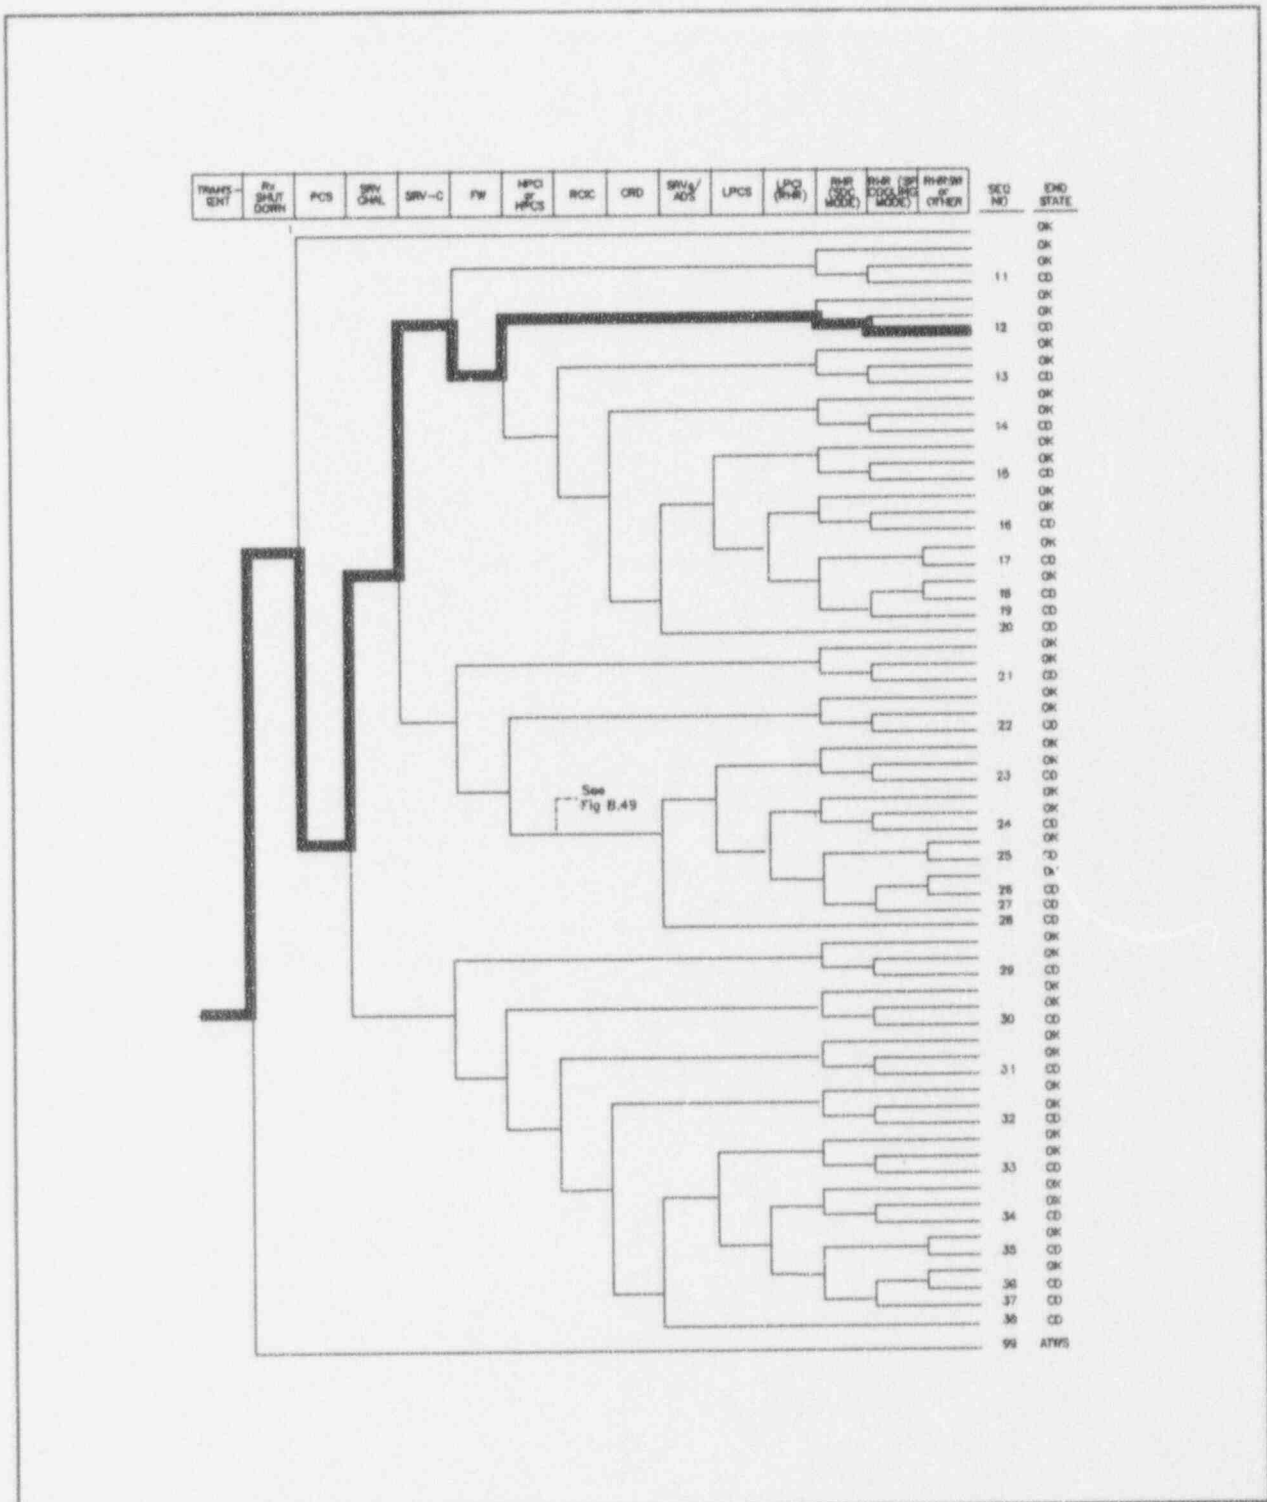 TRANS-
IENT
Rx
SHUT
DOWN
PCS
SRV
CHAL
SRV-C
FW
HPCI
or
HPCS
RCIC
CRD
SRVs/
ADS
LPCS
LPCI
(RHR)
RHR
(SDC
MODE)
RHR (SP
COOLING
MODE)
RHRSW
or
OTHER
SEQ
NO
END
STATE
OK
OK
OK
11 CD
OK
OK
12 CD
OK
OK
13 CD
OK
OK
14 CD
OK
OK
15 CD
OK
OK
16 CD
OK
17 CD
OK
18 CD
19 CD
20 CD
OK
OK
21 CD
OK
OK
22 CD
OK
OK
23 CD
See
Fig B.49
OK
OK
24 CD
OK
25 CD
OK
26 CD
27 CD
28 CD
OK
OK
29 CD
OK
OK
30 CD
OK
OK
31 CD
OK
OK
32 CD
OK
OK
33 CD
OK
OK
34 CD
OK
35 CD
OK
36 CD
37 CD
38 CD
99 ATWS